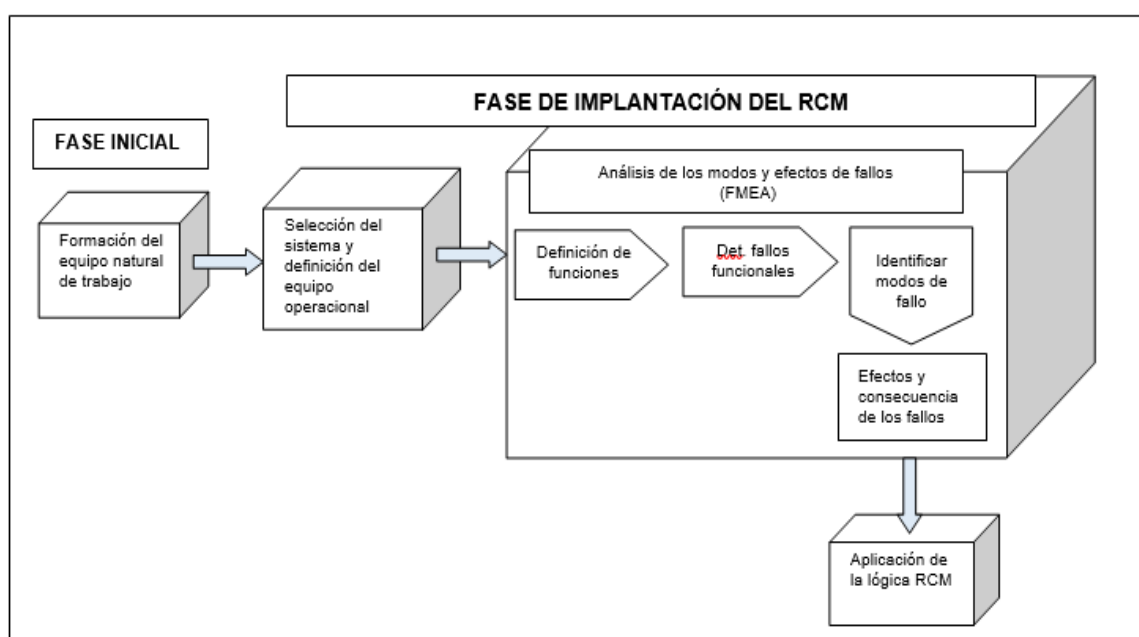 FASE DE IMPLANTACIÓN DEL RCM
FASE INICIAL
Formación del
equipo natural
de trabajo
Selección del
sistema y
definición del
equipo
operacional
Análisis de los modos y efectos de fallos
(FMEA)
Definición de
funciones
Det. fallos
funcionales
Identificar
modos de
fallo
Efectos y
consecuencia
de los fallos
Aplicación de
la lógica RCM